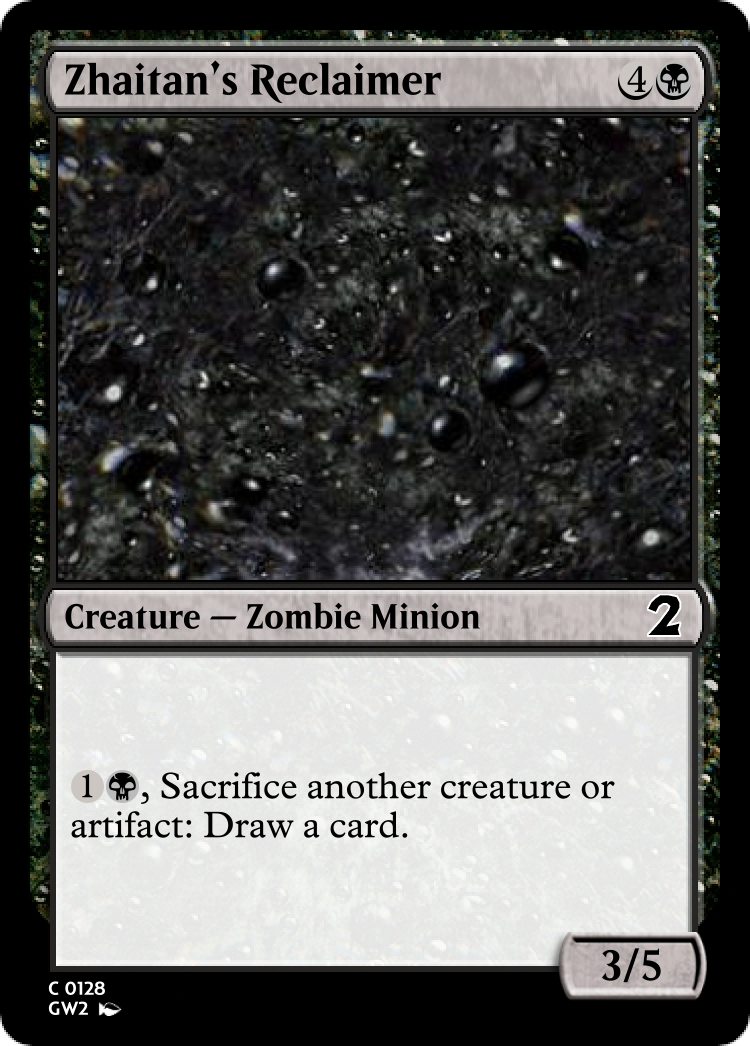 Zhaitan's Reclaimer 4
Creature — Zombie Minion 2
1, Sacrifice another creature or
artifact: Draw a card.
3/5
C 0128
GW2